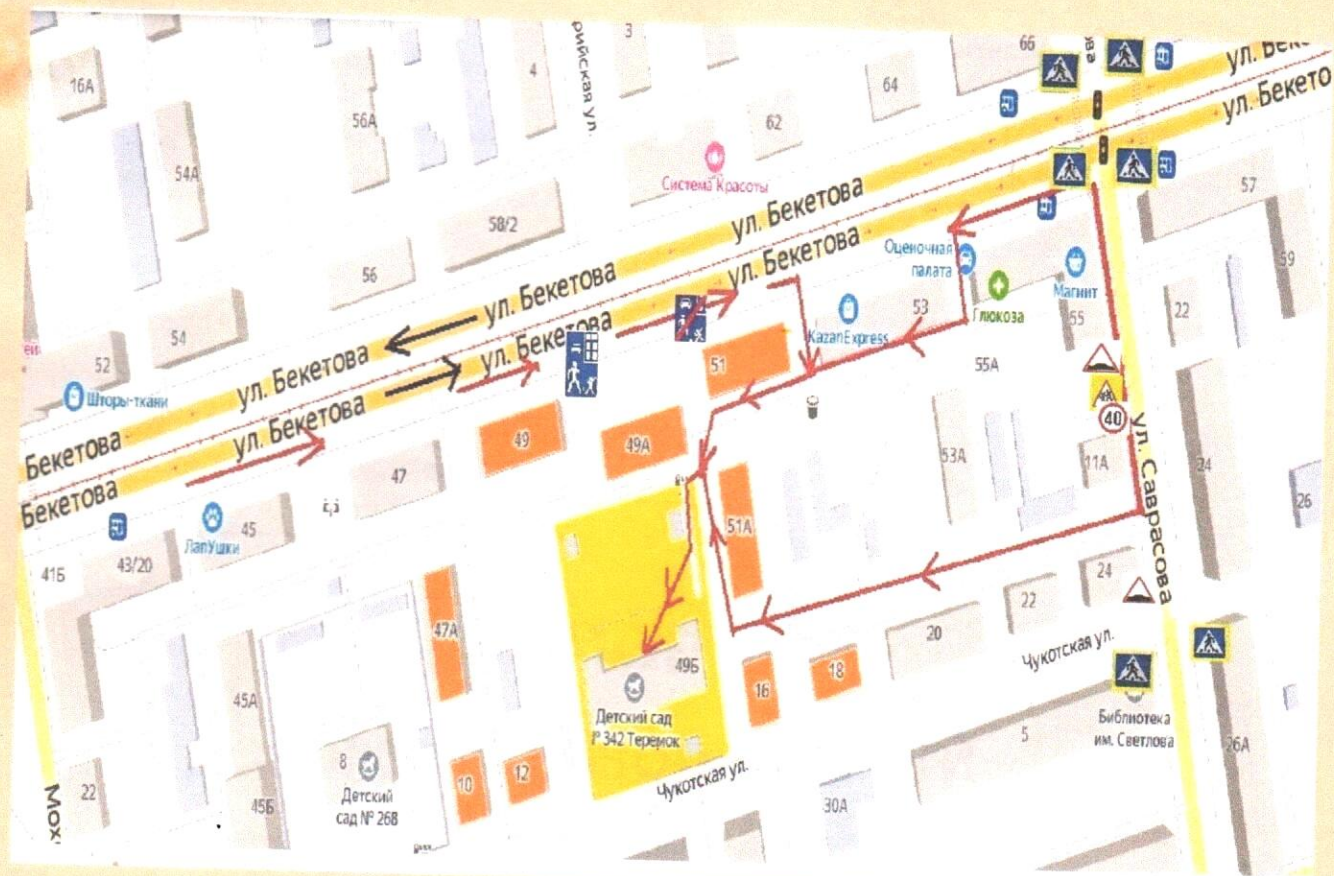 3
66
ул. Бек
ул. Бекето
16А
4
64
56А
62
54А
Система Красоты
57
58/2
ул. Бекетова
ул. Бекетова
Оценочная
палата
59
56
Магнит
ул. Бекетова
53
Глюкоза
22
54
KazanExpress
55
52
ул. Бекетова
ул. Бекетова
51
55А
Шторы-ткани
40
ул. Бекетова
49
49А
Бекетова
Бекетова
47
53А
11А
24
ул. Саврасова
26
ЛапУшки
45
51А
41Б
43/20
24
22
47А
20
Чукотская ул.
49Б
18
16
45А
Детский сад
№ 342 Теремок
Библиотека
им. Светлова
5
26А
8
12
10
Чукотская ул.
22
45Б
Детский
сад № 268
30А